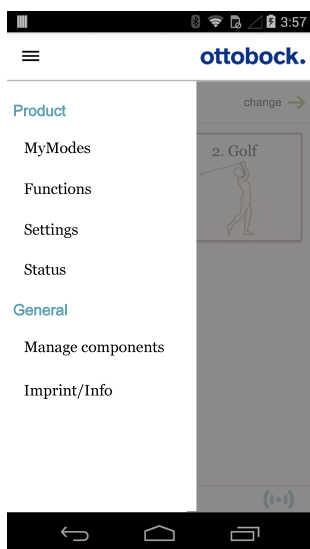 3:57
ottobock.
Product
change
MyModes
2. Golf
Functions
Settings
Status
General
Manage components
Imprint/Info